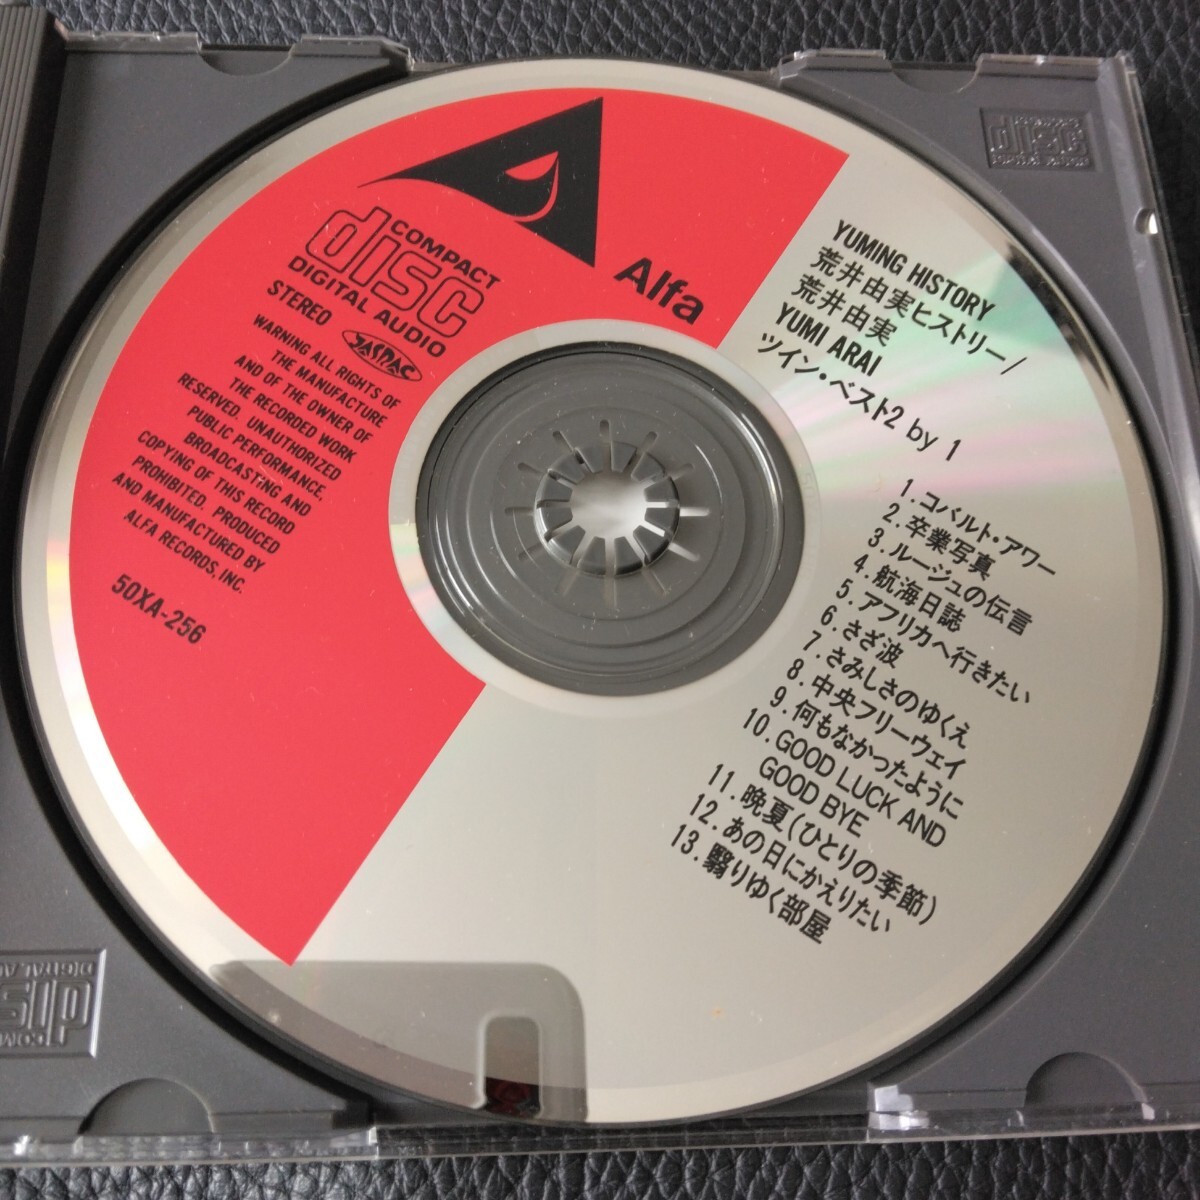 Alfa
COMPACT
disc
DIGITAL AUDIO
STEREO
JASRAC
WARNING ALL RIGHTS OF
THE MANUFACTURE
AND OF THE OWNER OF
THE RECORDED WORK
RESERVED. UNAUTHORIZED
PUBLIC PERFORMANCE,
BROADCASTING AND
COPYING OF THIS RECORD
PROHIBITED. PRODUCED
AND MANUFACTURED BY
ALFA RECORDS, INC.
50XA-256
YUMING HISTORY
荒井由実ヒストリー/
荒井由実
YUMI ARAI
ツイン・ベスト2 by 1
1.コバルト・アワー
2.卒業写真
3.ルージュの伝言
4.航海日誌
5.アフリカへ行きたい
6.さざ波
7.さみしさのゆくえ
8.中央フリーウェイ
9.何もなかったように
10.GOOD LUCK AND
GOOD BYE
11.晩夏(ひとりの季節)
12.あの日にかえりたい
13.翳りゆく部屋
COMPACT
disc
DIGITAL AUDIO
COM
disc
DIGITAL AU